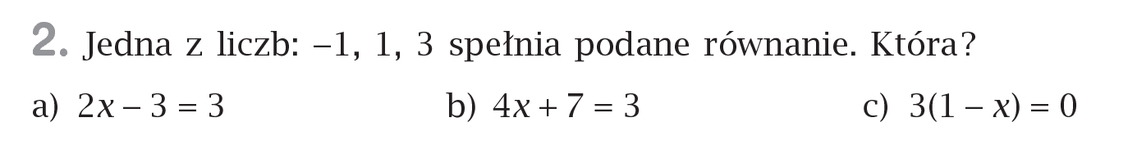 2. Jedna z liczb: –1, 1, 3 spełnia podane równanie. Która?
a) 2x – 3 = 3 b) 4x + 7 = 3 c) 3(1 – x) = 0